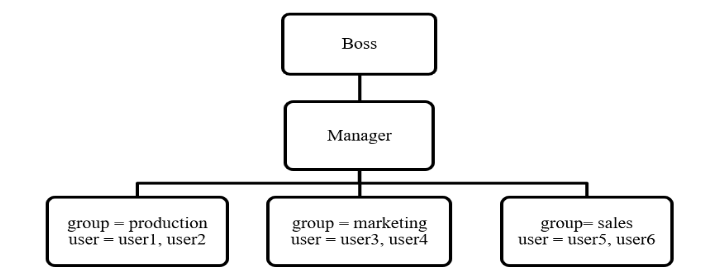 Boss
Manager
group = production
user = user1, user2
group = marketing
user = user3, user4
group= sales
user = user5, user6